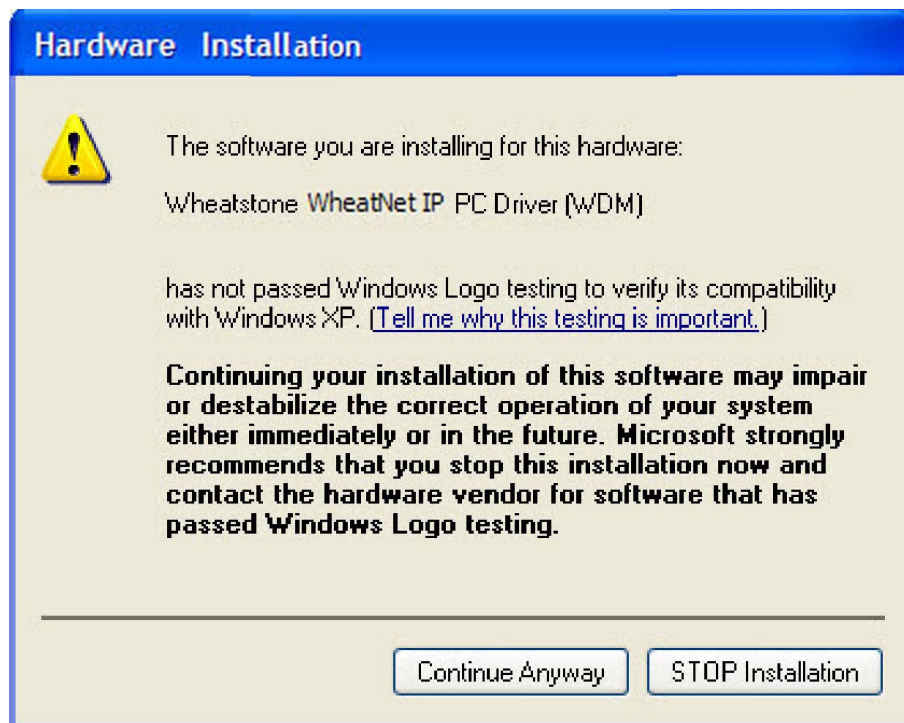 Hardware Installation
The software you are installing for this hardware:
Wheatstone WheatNet IP PC Driver (WDM)
has not passed Windows Logo testing to verify its compatibility
with Windows XP. (Tell me why this testing is important.)
Continuing your installation of this software may impair
or destabilize the correct operation of your system
either immediately or in the future. Microsoft strongly
recommends that you stop this installation now and
contact the hardware vendor for software that has
passed Windows Logo testing.
Continue Anyway
STOP Installation